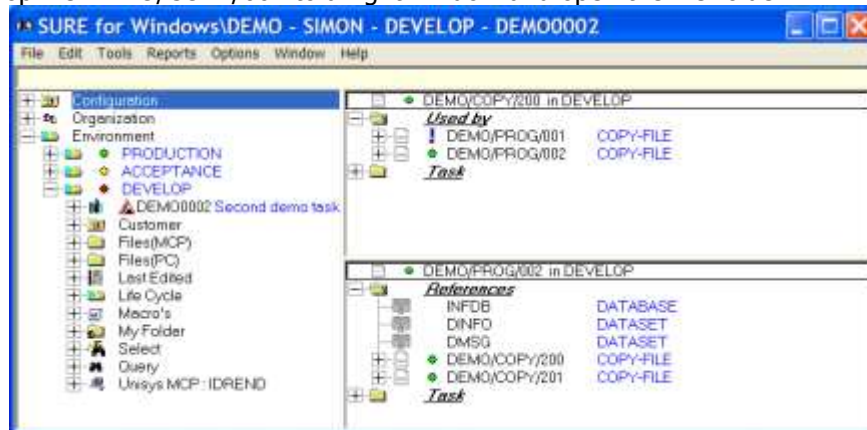 SURE for Windows\DEMO - SIMON - DEVELOP - DEMO0002
File Edit Tools Reports Options Window Help
Configuration
Organization
Environment
PRODUCTION
ACCEPTANCE
DEVELOP
DEMO0002 Second demo task
Customer
Files(MCP)
Files(PC)
Last Edited
Life Cycle
Macro's
My Folder
Select
Query
Unisys MCP : IDREND
DEMO/COPY/200 in DEVELOP
Used by
DEMO/PROG/001 COPY-FILE
DEMO/PROG/002 COPY-FILE
Task
DEMO/PROG/002 in DEVELOP
References
INFDB DATABASE
DINFO DATASET
DMSG DATASET
DEMO/COPY/200 COPY-FILE
DEMO/COPY/201 COPY-FILE
Task